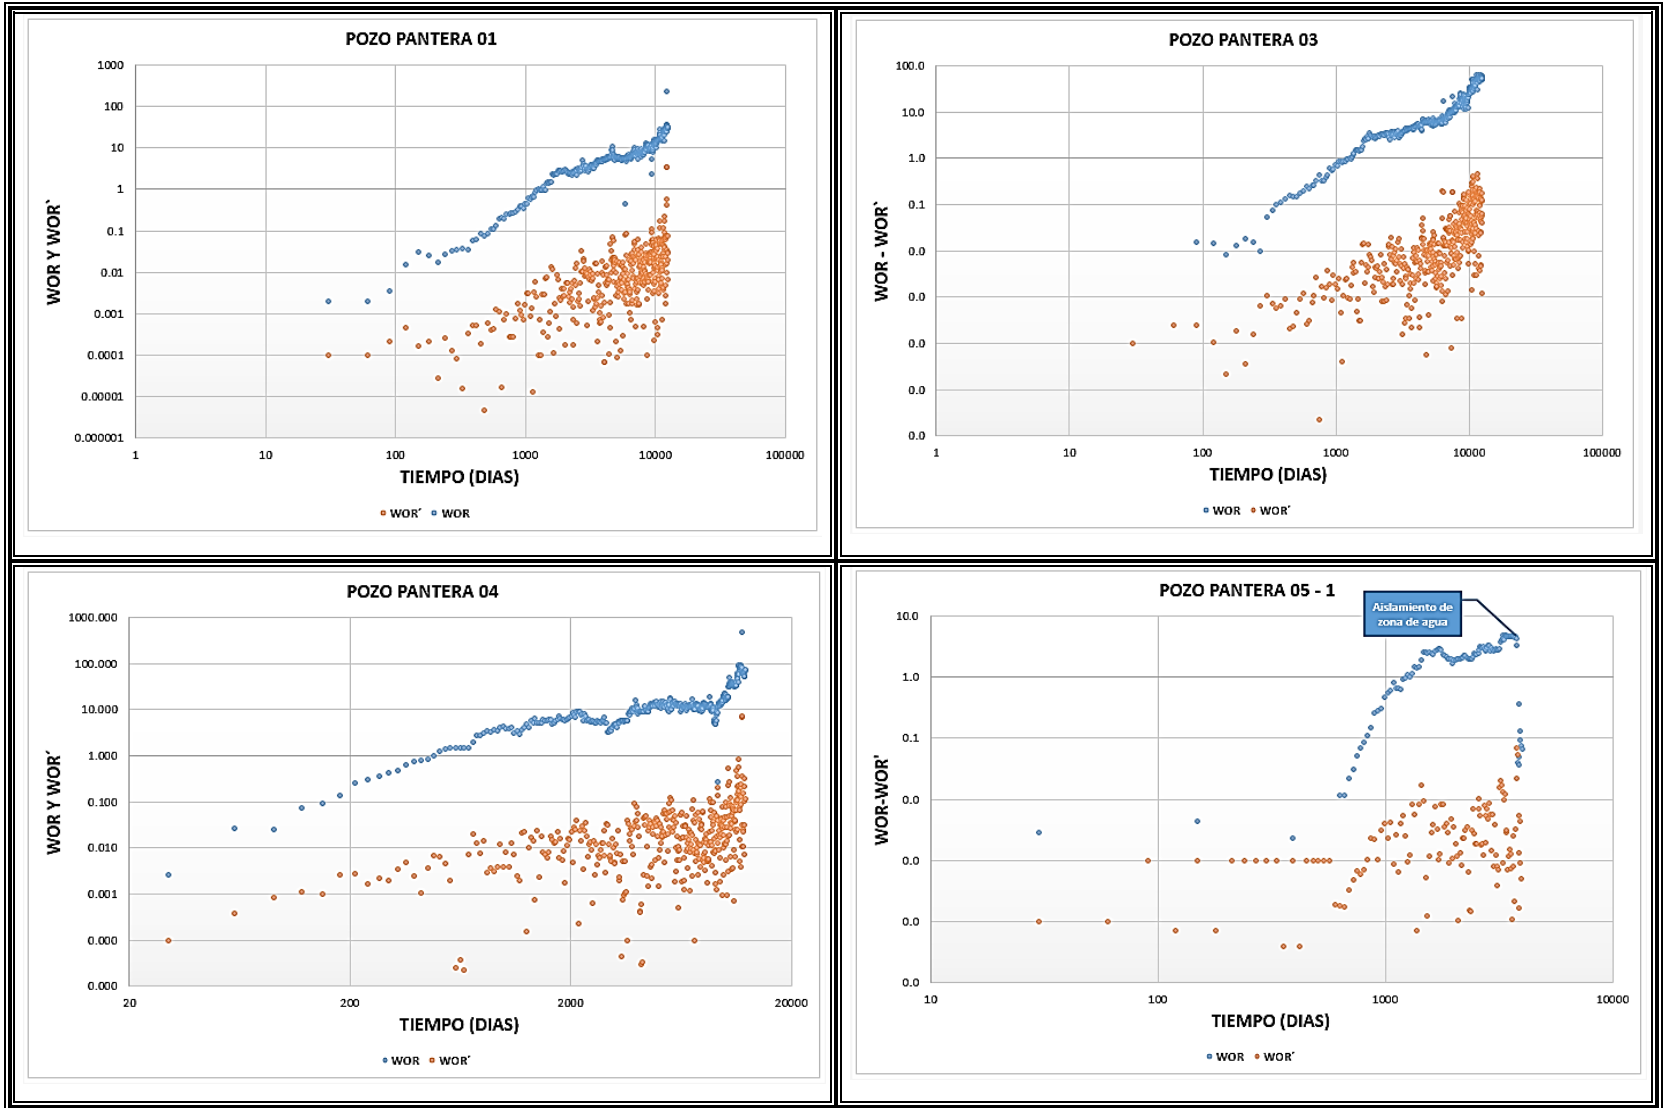 POZO PANTERA 01
1000
100
10
1
0.1
0.01
0.001
0.0001
0.00001
0.000001
WOR Y WOR`
1 10 100 1000 10000 100000
TIEMPO (DIAS)
WOR´ WOR
POZO PANTERA 03
100.0
10.0
1.0
0.1
0.0
0.0
0.0
0.0
0.0
WOR - WOR`
1 10 100 1000 10000 100000
TIEMPO (DIAS)
WOR WOR´
POZO PANTERA 04
1000.000
100.000
10.000
1.000
0.100
0.010
0.001
0.000
0.000
WOR Y WOR´
20 200 2000 20000
TIEMPO (DIAS)
WOR WOR´
POZO PANTERA 05 - 1
Aislamiento de
zona de agua
10.0
1.0
0.1
0.0
0.0
0.0
0.0
WOR-WOR'
10 100 1000 10000
TIEMPO (DIAS)
WOR WOR´